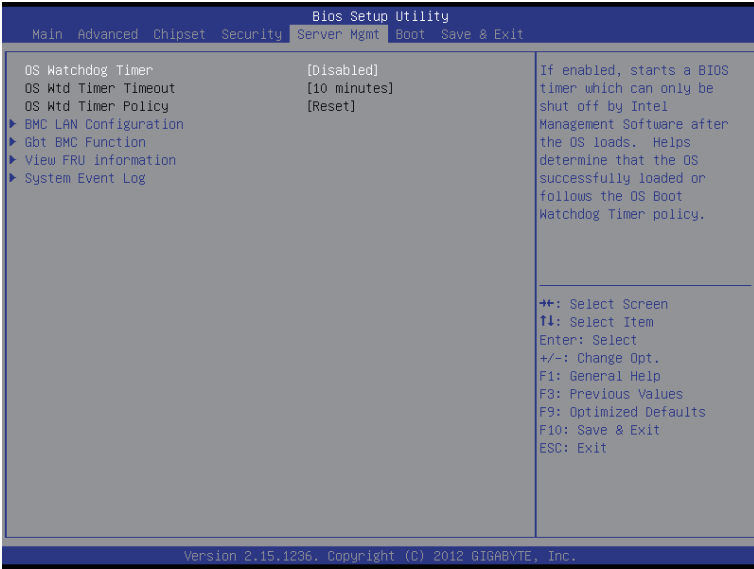 Bios Setup Utility
Main Advanced Chipset Security Server Mgmt Boot Save & Exit
OS Watchdog Timer [Disabled]
OS Wtd Timer Timeout [10 minutes]
OS Wtd Timer Policy [Reset]
BMC LAN Configuration
Gbt BMC Function
View FRU information
System Event Log
If enabled, starts a BIOS
timer which can only be
shut off by Intel
Management Software after
the OS loads. Helps
determine that the OS
successfully loaded or
follows the OS Boot
Watchdog Timer policy.
→←: Select Screen
↑↓: Select Item
Enter: Select
+/-: Change Opt.
F1: General Help
F3: Previous Values
F9: Optimized Defaults
F10: Save & Exit
ESC: Exit
Version 2.15.1236. Copyright (C) 2012 GIGABYTE, Inc.